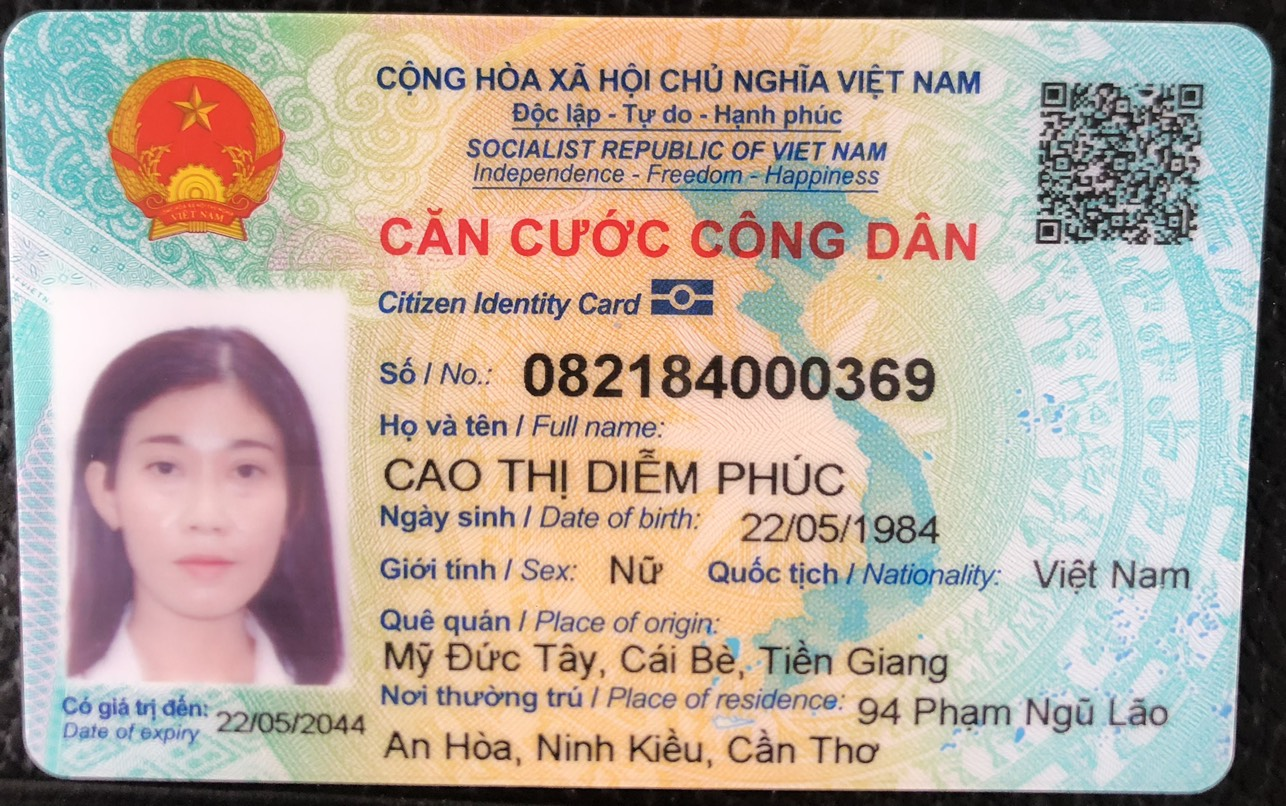 CỘNG HÒA XÃ HỘI CHỦ NGHĨA VIỆT NAM
Độc lập - Tự do - Hạnh phúc
SOCIALIST REPUBLIC OF VIET NAM
Independence - Freedom - Happiness
VIỆT NAM
CĂN CƯỚC CÔNG DÂN
Citizen Identity Card
Số / No.: 082184000369
Họ và tên / Full name:
CAO THỊ DIỄM PHÚC
Ngày sinh / Date of birth: 22/05/1984
Giới tính / Sex: Nữ Quốc tịch / Nationality: Việt Nam
Quê quán / Place of origin:
Mỹ Đức Tây, Cái Bè, Tiền Giang
Nơi thường trú / Place of residence: 94 Phạm Ngũ Lão
An Hòa, Ninh Kiều, Cần Thơ
Có giá trị đến: 22/05/2044
Date of expiry